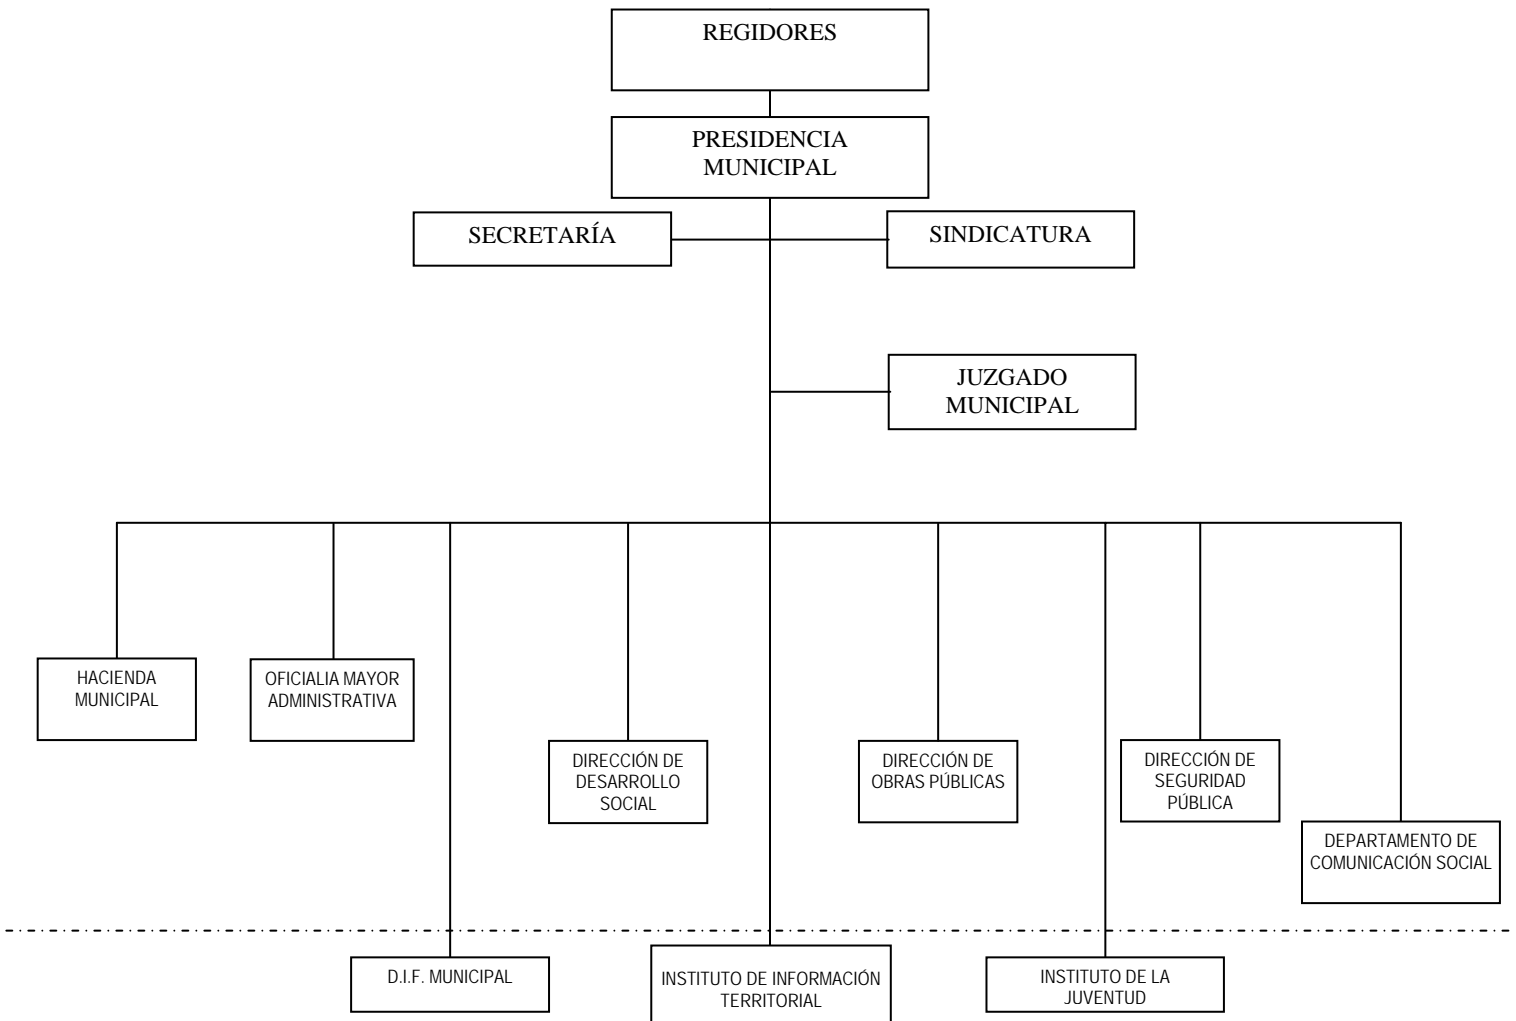 REGIDORES
PRESIDENCIA
MUNICIPAL
SECRETARÍA
SINDICATURA
JUZGADO
MUNICIPAL
HACIENDA
MUNICIPAL
OFICIALIA MAYOR
ADMINISTRATIVA
DIRECCIÓN DE
DESARROLLO
SOCIAL
DIRECCIÓN DE
OBRAS PÚBLICAS
DIRECCIÓN DE
SEGURIDAD
PÚBLICA
DEPARTAMENTO DE
COMUNICACIÓN SOCIAL
D.I.F. MUNICIPAL
INSTITUTO DE INFORMACIÓN
TERRITORIAL
INSTITUTO DE LA
JUVENTUD